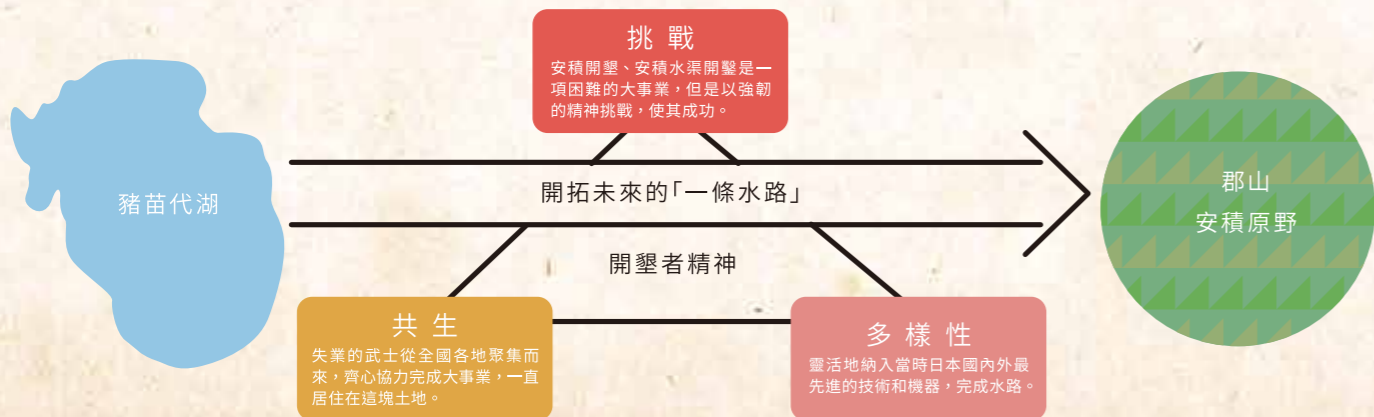 挑戰
安積開墾、安積水渠開鑿是一
項困難的大事業，但是以強韌
的精神挑戰，使其成功。
豬苗代湖
開拓未來的「一條水路」
郡山
安積原野
開墾者精神
共生
失業的武士從全國各地聚集而
來，齊心協力完成大事業，一直
居住在這塊土地。
多樣性
靈活地納入當時日本國內外最
先進的技術和機器，完成水路。